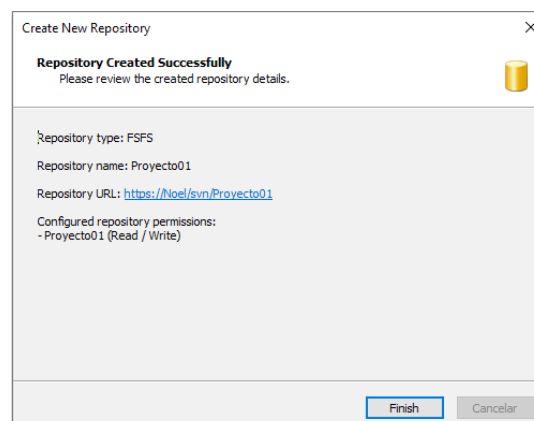 Create New Repository
Repository Created Successfully
Please review the created repository details.
Repository type: FSFS
Repository name: Proyecto01
Repository URL: https://Noel/svn/Proyecto01
Configured repository permissions:
- Proyecto01 (Read / Write)
Finish
Cancelar